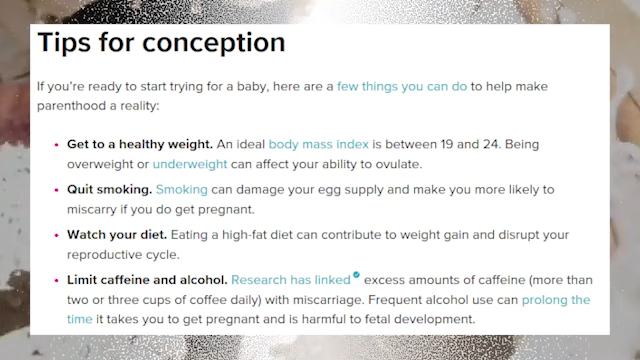 Tips for conception
If you’re ready to start trying for a baby, here are a few things you can do to help make
parenthood a reality:
• Get to a healthy weight. An ideal body mass index is between 19 and 24. Being
overweight or underweight can affect your ability to ovulate.
• Quit smoking. Smoking can damage your egg supply and make you more likely to
miscarry if you do get pregnant.
• Watch your diet. Eating a high-fat diet can contribute to weight gain and disrupt your
reproductive cycle.
• Limit caffeine and alcohol. Research has linked excess amounts of caffeine (more than
two or three cups of coffee daily) with miscarriage. Frequent alcohol use can prolong the
time it takes you to get pregnant and is harmful to fetal development.